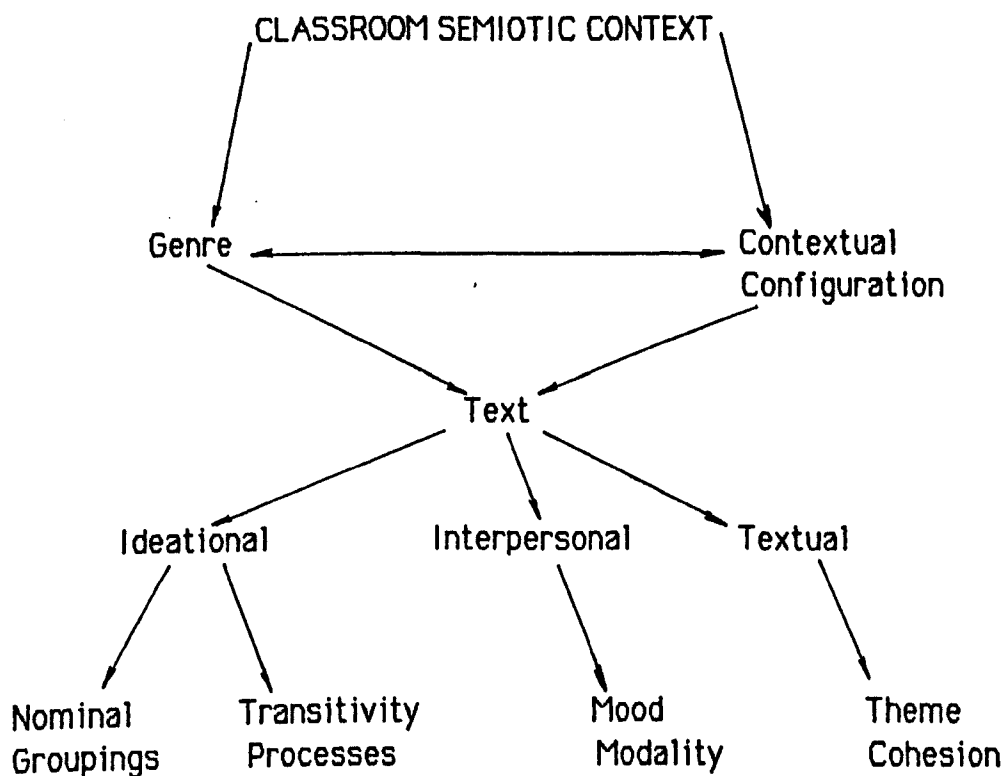 CLASSROOM SEMIOTIC CONTEXT
Genre
Contextual
Configuration
Text
Ideational
Interpersonal
Textual
Nominal
Groupings
Transitivity
Processes
Mood
Modality
Theme
Cohesion